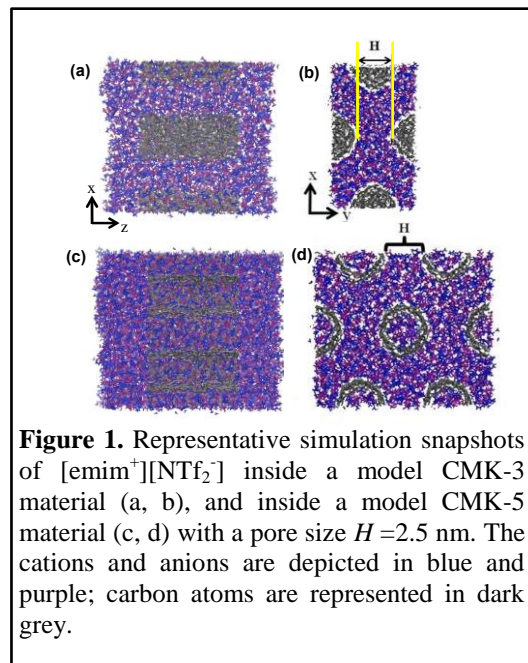 (a)
H
(b)
x
z
x
y
(c)
H
(d)
Figure 1. Representative simulation snapshots
of [emim⁺][NTf₂⁻] inside a model CMK-3
material (a, b), and inside a model CMK-5
material (c, d) with a pore size H =2.5 nm. The
cations and anions are depicted in blue and
purple; carbon atoms are represented in dark
grey.